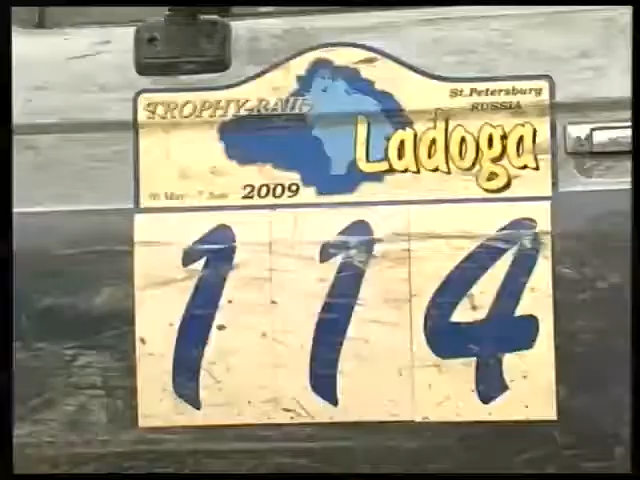 TROPHY-RAID
St.Petersburg
RUSSIA
Ladoga
2009
114